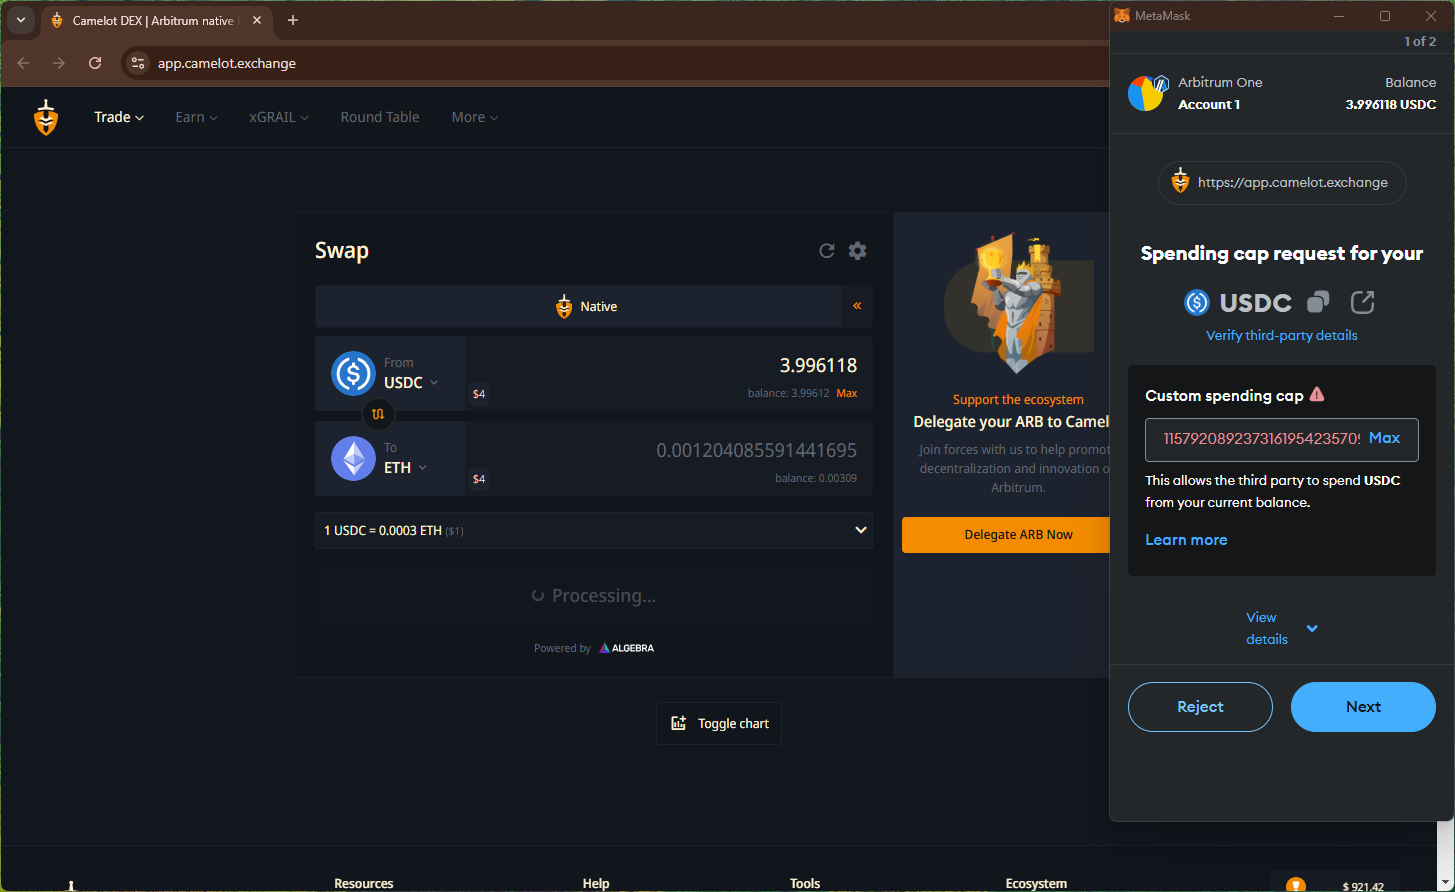 Camelot DEX | Arbitrum native
app.camelot.exchange
Trade
Earn
xGRAIL
Round Table
More
Swap
Native
From
USDC
$4
3.996118
balance: 3.99612 Max
To
ETH
$4
0.001204085591441695
balance: 0.00309
1 USDC = 0.0003 ETH ($1)
Processing...
Powered by ALGEBRA
Toggle chart
Support the ecosystem
Delegate your ARB to Camel
Join forces with us to help promot
decentralization and innovation o
Arbitrum.
Delegate ARB Now
Resources
Help
Tools
Ecosystem
$ 921.42
MetaMask
1 of 2
Arbitrum One
Account 1
Balance
3.996118 USDC
https://app.camelot.exchange
Spending cap request for your
USDC
Verify third-party details
Custom spending cap
115792089237316195423570 Max
This allows the third party to spend USDC
from your current balance.
Learn more
View
details
Reject
Next